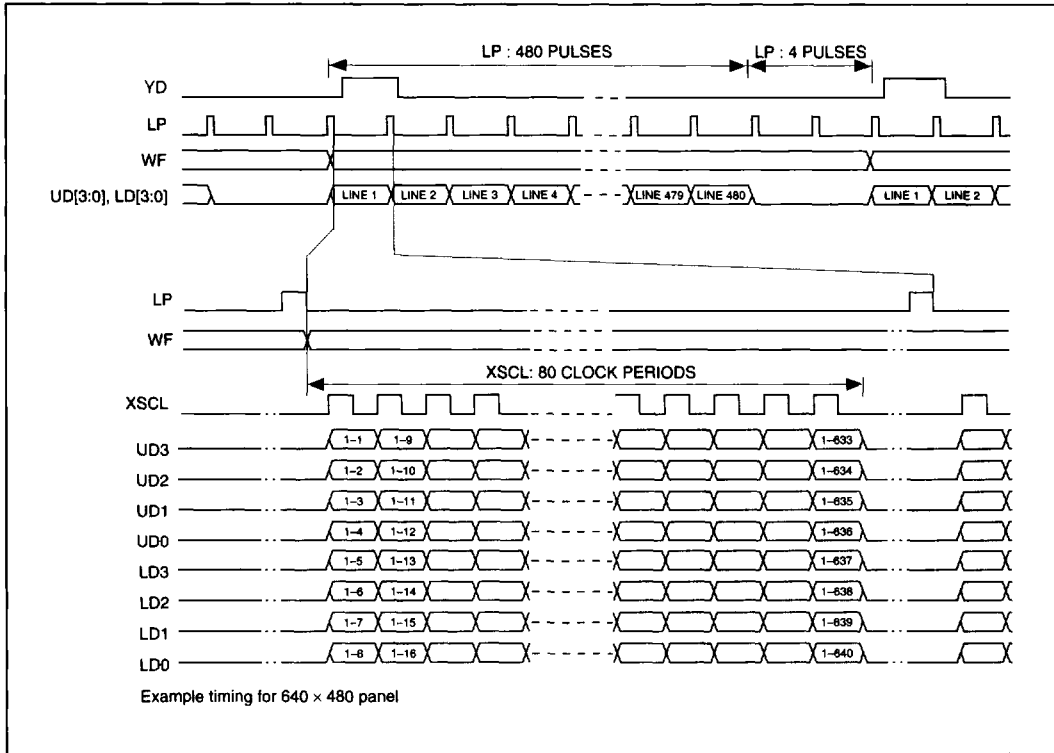 LP : 480 PULSES LP : 4 PULSES
YD
LP
WF
UD[3:0], LD[3:0] LINE 1 LINE 2 LINE 3 LINE 4 LINE 479 LINE 480 LINE 1 LINE 2
LP
WF
XSCL: 80 CLOCK PERIODS
XSCL
UD3 1–1 1–9 1–633
UD2 1–2 1–10 1–634
UD1 1–3 1–11 1–635
UD0 1–4 1–12 1–636
LD3 1–5 1–13 1–637
LD2 1–6 1–14 1–638
LD1 1–7 1–15 1–639
LD0 1–8 1–16 1–640
Example timing for 640 × 480 panel